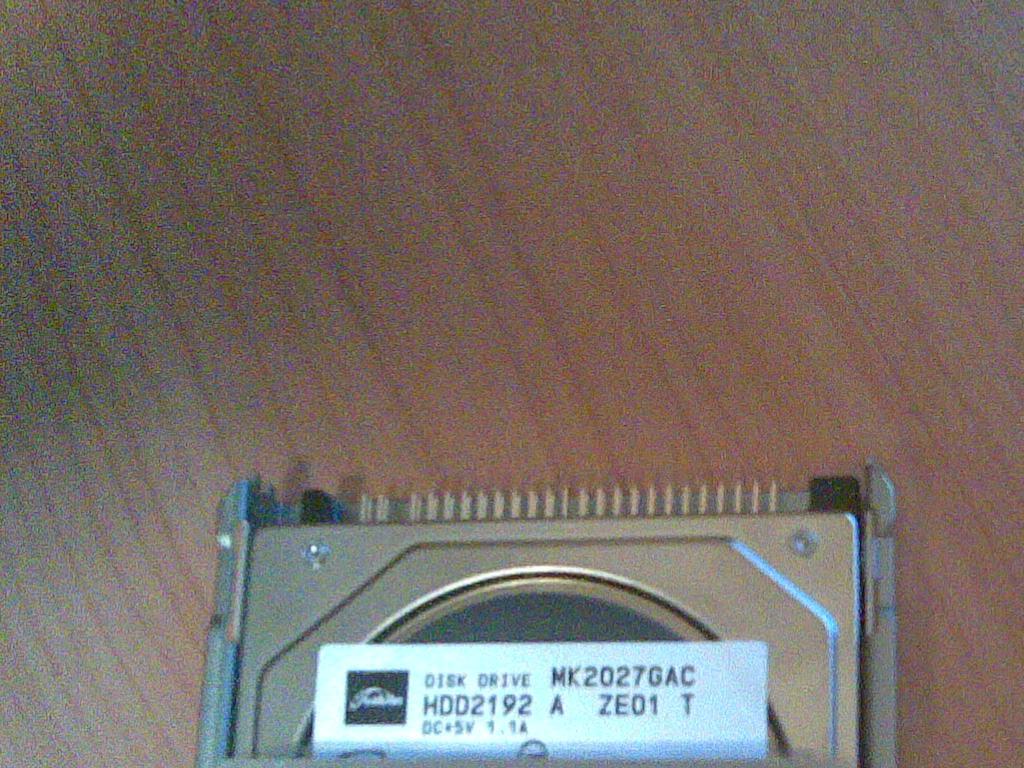 DISK DRIVE MK2027GAC
HDD2192 A ZE01 T
DC+5V 1.1A